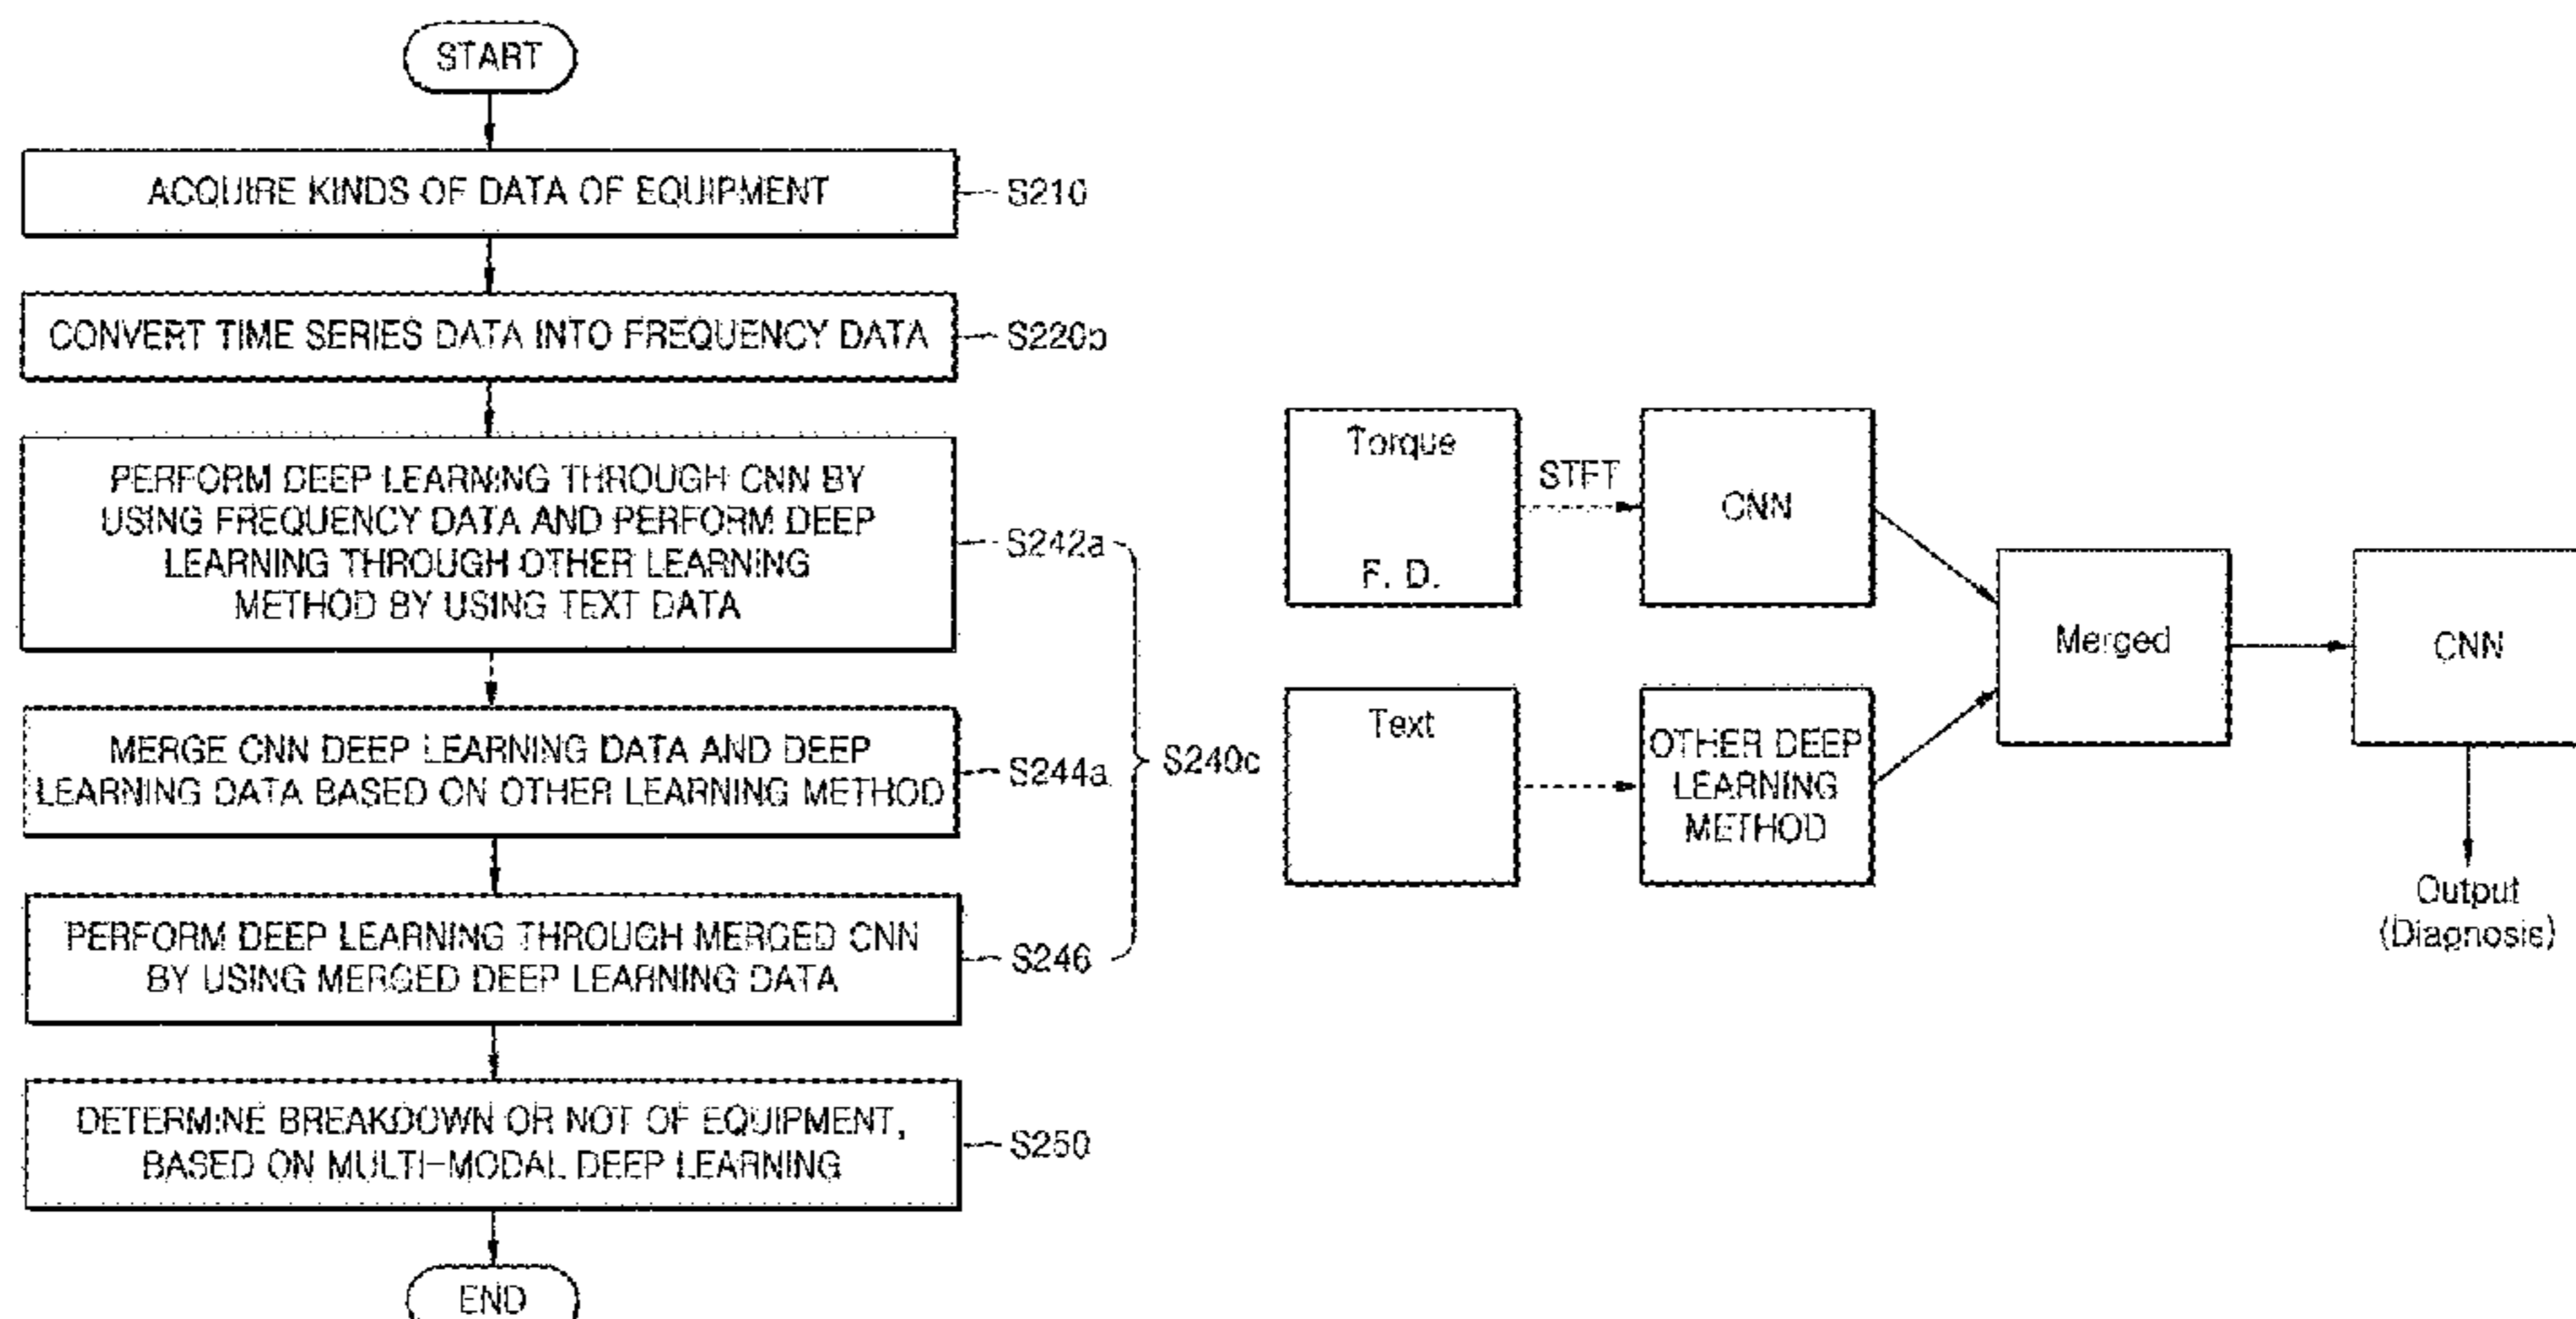 START
ACQUIRE KINDS OF DATA OF EQUIPMENT
S210
CONVERT TIME SERIES DATA INTO FREQUENCY DATA
S220b
PERFORM DEEP LEARNING THROUGH CNN BY
USING FREQUENCY DATA AND PERFORM DEEP
LEARNING THROUGH OTHER LEARNING
METHOD BY USING TEXT DATA
S242a
MERGE CNN DEEP LEARNING DATA AND DEEP
LEARNING DATA BASED ON OTHER LEARNING METHOD
S244a
S240c
PERFORM DEEP LEARNING THROUGH MERGED CNN
BY USING MERGED DEEP LEARNING DATA
S246
DETERMINE BREAKDOWN OR NOT OF EQUIPMENT,
BASED ON MULTI-MODAL DEEP LEARNING
S250
END
Torque
F. D.
STFT
CNN
Text
OTHER DEEP
LEARNING
METHOD
Merged
CNN
Output
(Diagnosis)